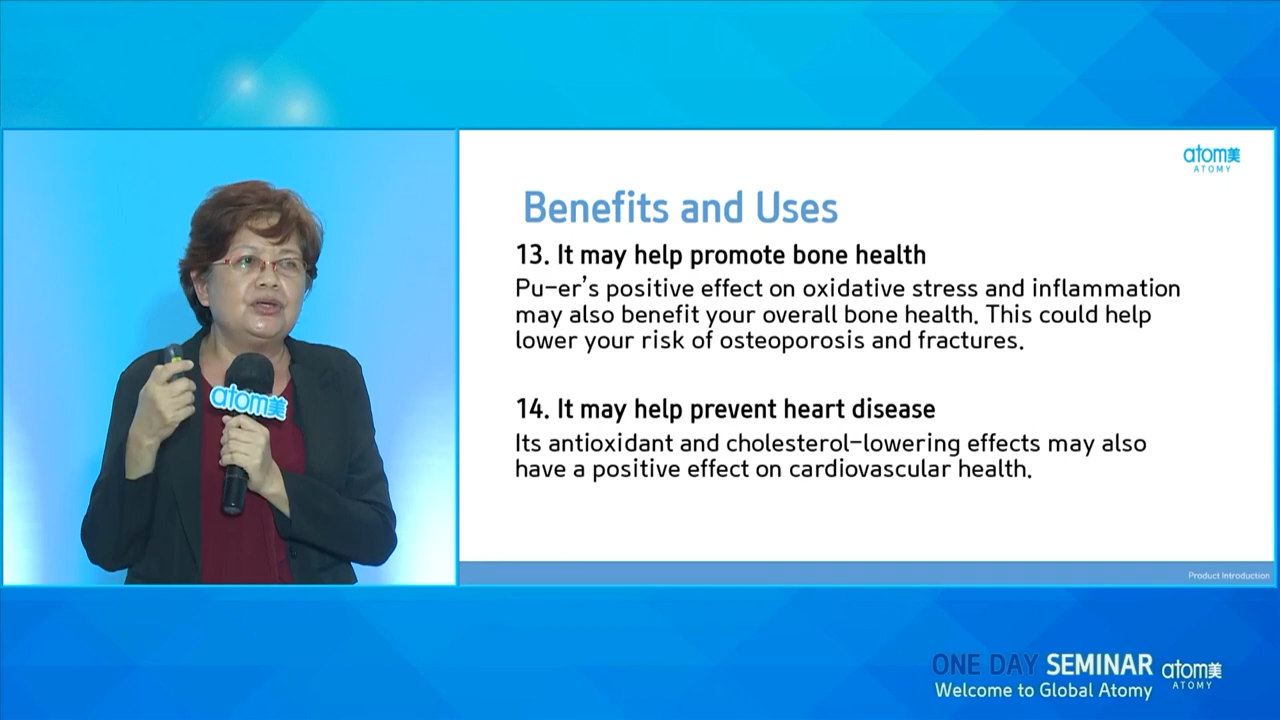 atom美
ATOMY
Benefits and Uses
13. It may help promote bone health
Pu-er's positive effect on oxidative stress and inflammation
may also benefit your overall bone health. This could help
lower your risk of osteoporosis and fractures.
14. It may help prevent heart disease
Its antioxidant and cholesterol-lowering effects may also
have a positive effect on cardiovascular health.
atom美
Product Introduction
ONE DAY SEMINAR
Welcome to Global Atomy
atom美
ATOMY